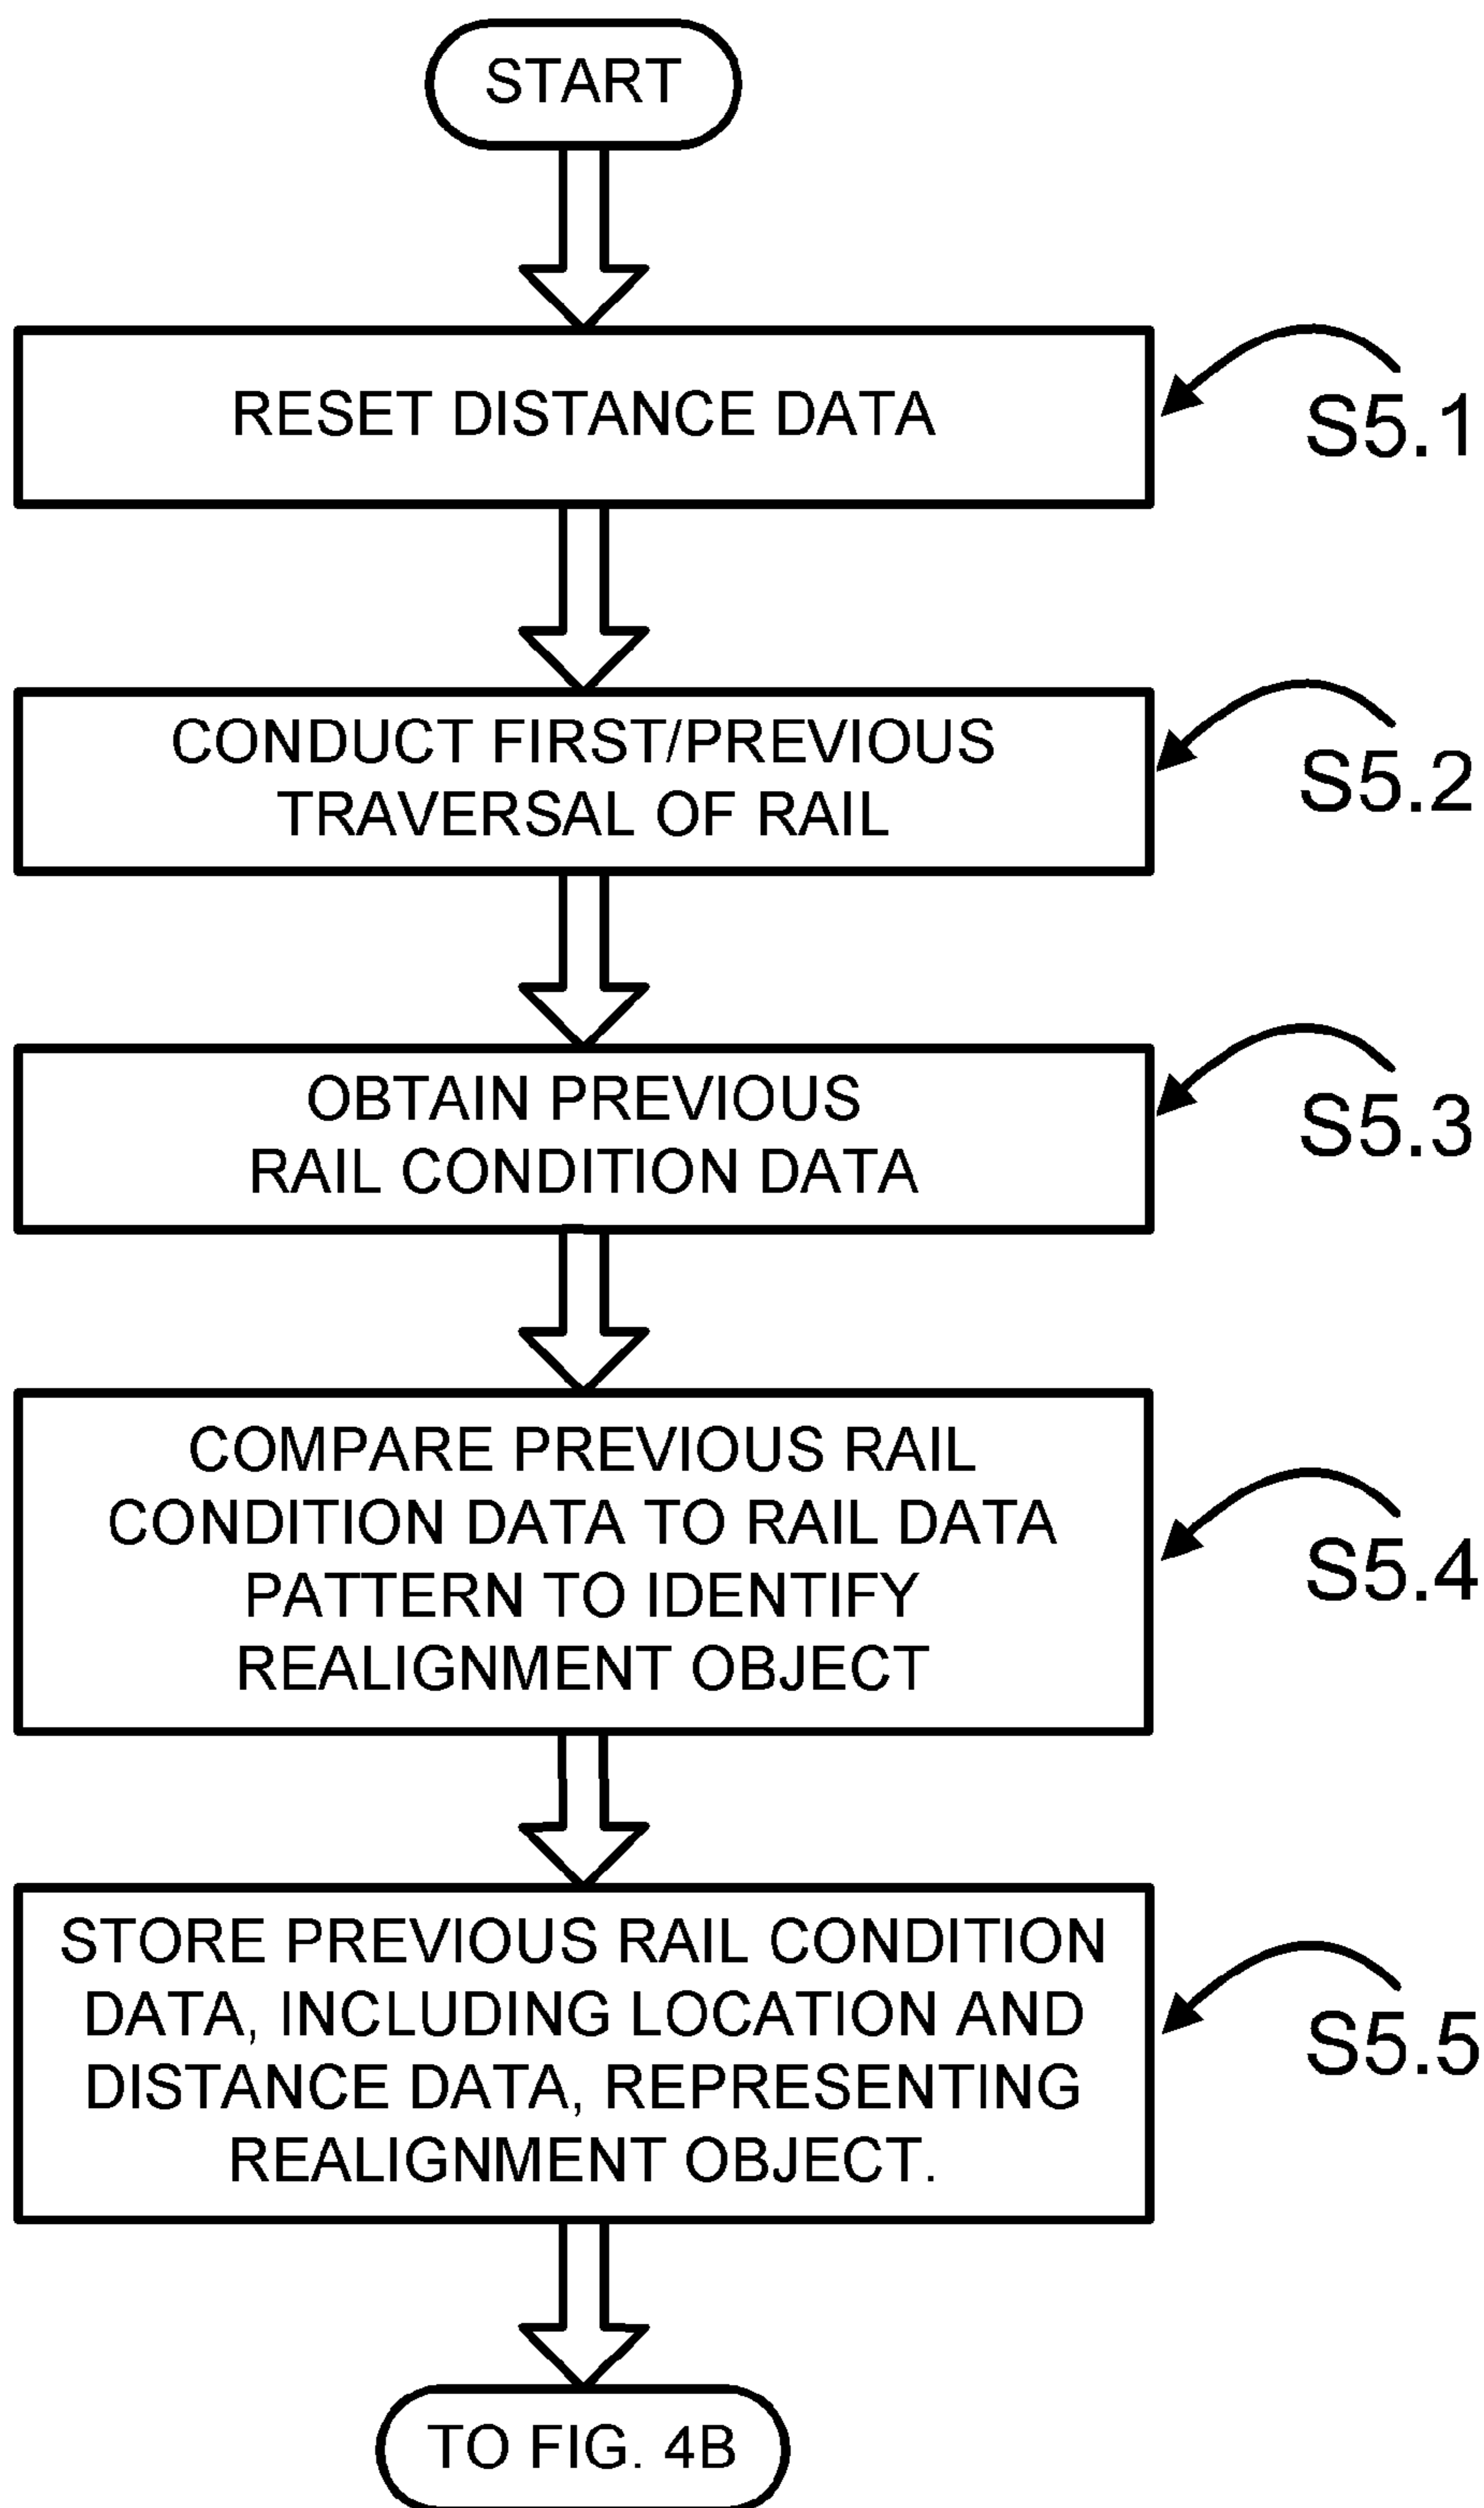 START
RESET DISTANCE DATA
S5.1
CONDUCT FIRST/PREVIOUS
TRAVERSAL OF RAIL
S5.2
OBTAIN PREVIOUS
RAIL CONDITION DATA
S5.3
COMPARE PREVIOUS RAIL
CONDITION DATA TO RAIL DATA
PATTERN TO IDENTIFY
REALIGNMENT OBJECT
S5.4
STORE PREVIOUS RAIL CONDITION
DATA, INCLUDING LOCATION AND
DISTANCE DATA, REPRESENTING
REALIGNMENT OBJECT.
S5.5
TO FIG. 4B